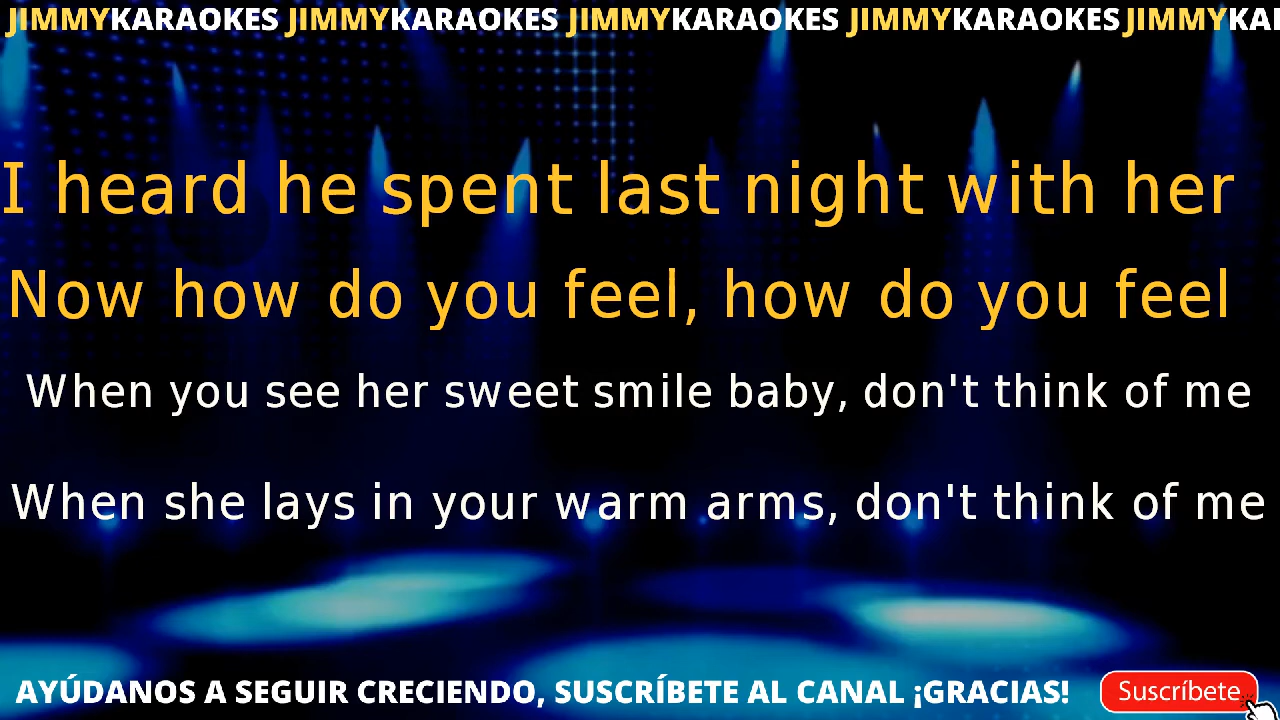 JIMMYKARAOKES JIMMYKARAOKES JIMMYKARAOKES JIMMYKARAOKES JIMMYKAI
I heard he spent last night with her
Now how do you feel, how do you feel
When you see her sweet smile baby, don't think of me
When she lays in your warm arms, don't think of me
AYÚDANOS A SEGUIR CRECIENDO, SUSCRÍBETE AL CANAL ¡GRACIAS! Suscríbete